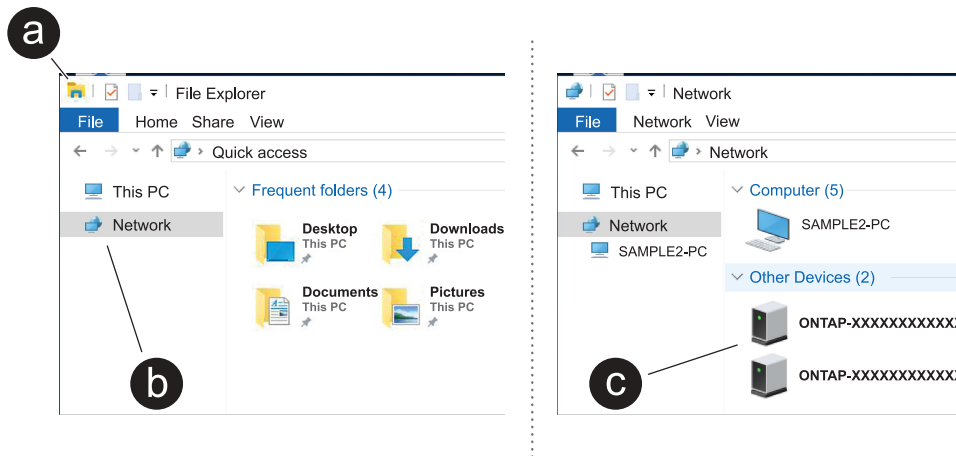 a
File Explorer
File Home Share View
Quick access
This PC
Network
Frequent folders (4)
Desktop
This PC
Downloads
This PC
Documents
This PC
Pictures
This PC
b
Network
File Network View
Network
This PC
Network
SAMPLE2-PC
Computer (5)
SAMPLE2-PC
Other Devices (2)
ONTAP-XXXXXXXXXXXX
ONTAP-XXXXXXXXXXXX
c